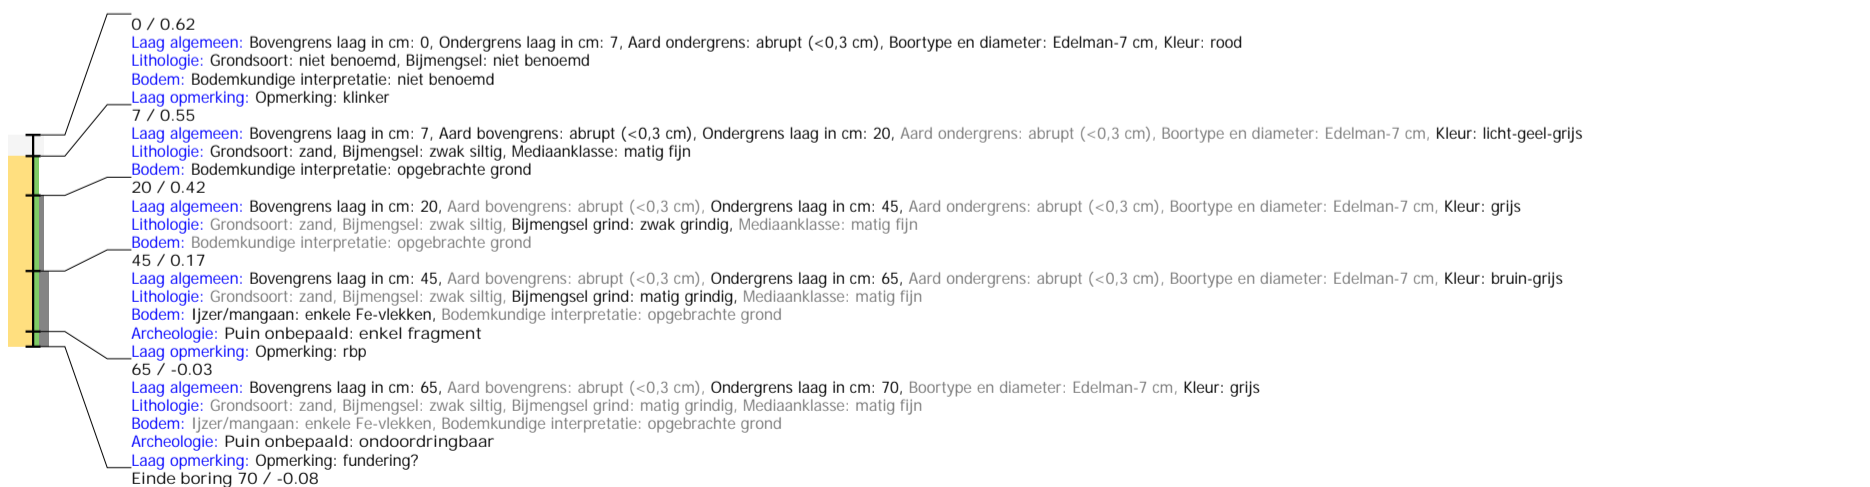 0 / 0.62
Laag algemeen: Bovengrens laag in cm: 0, Ondergrens laag in cm: 7, Aard ondergrens: abrupt (<0,3 cm), Boortype en diameter: Edelman-7 cm, Kleur: rood
Lithologie: Grondsoort: niet benoemd, Bijmengsel: niet benoemd
Bodem: Bodemkundige interpretatie: niet benoemd
Laag opmerking: Opmerking: klinker
7 / 0.55
Laag algemeen: Bovengrens laag in cm: 7, Aard bovengrens: abrupt (<0,3 cm), Ondergrens laag in cm: 20, Aard ondergrens: abrupt (<0,3 cm), Boortype en diameter: Edelman-7 cm, Kleur: licht-geel-grijs
Lithologie: Grondsoort: zand, Bijmengsel: zwak siltig, Mediaanklasse: matig fijn
Bodem: Bodemkundige interpretatie: opgebrachte grond
20 / 0.42
Laag algemeen: Bovengrens laag in cm: 20, Aard bovengrens: abrupt (<0,3 cm), Ondergrens laag in cm: 45, Aard ondergrens: abrupt (<0,3 cm), Boortype en diameter: Edelman-7 cm, Kleur: grijs
Lithologie: Grondsoort: zand, Bijmengsel: zwak siltig, Bijmengsel grind: zwak grindig, Mediaanklasse: matig fijn
Bodem: Bodemkundige interpretatie: opgebrachte grond
45 / 0.17
Laag algemeen: Bovengrens laag in cm: 45, Aard bovengrens: abrupt (<0,3 cm), Ondergrens laag in cm: 65, Aard ondergrens: abrupt (<0,3 cm), Boortype en diameter: Edelman-7 cm, Kleur: bruin-grijs
Lithologie: Grondsoort: zand, Bijmengsel: zwak siltig, Bijmengsel grind: matig grindig, Mediaanklasse: matig fijn
Bodem: Ijzer/mangaan: enkele Fe-vlekken, Bodemkundige interpretatie: opgebrachte grond
Archeologie: Puin onbepaald: enkel fragment
Laag opmerking: Opmerking: rbp
65 / -0.03
Laag algemeen: Bovengrens laag in cm: 65, Aard bovengrens: abrupt (<0,3 cm), Ondergrens laag in cm: 70, Boortype en diameter: Edelman-7 cm, Kleur: grijs
Lithologie: Grondsoort: zand, Bijmengsel: zwak siltig, Bijmengsel grind: matig grindig, Mediaanklasse: matig fijn
Bodem: Ijzer/mangaan: enkele Fe-vlekken, Bodemkundige interpretatie: opgebrachte grond
Archeologie: Puin onbepaald: ondoordringbaar
Laag opmerking: Opmerking: fundering?
Einde boring 70 / -0.08